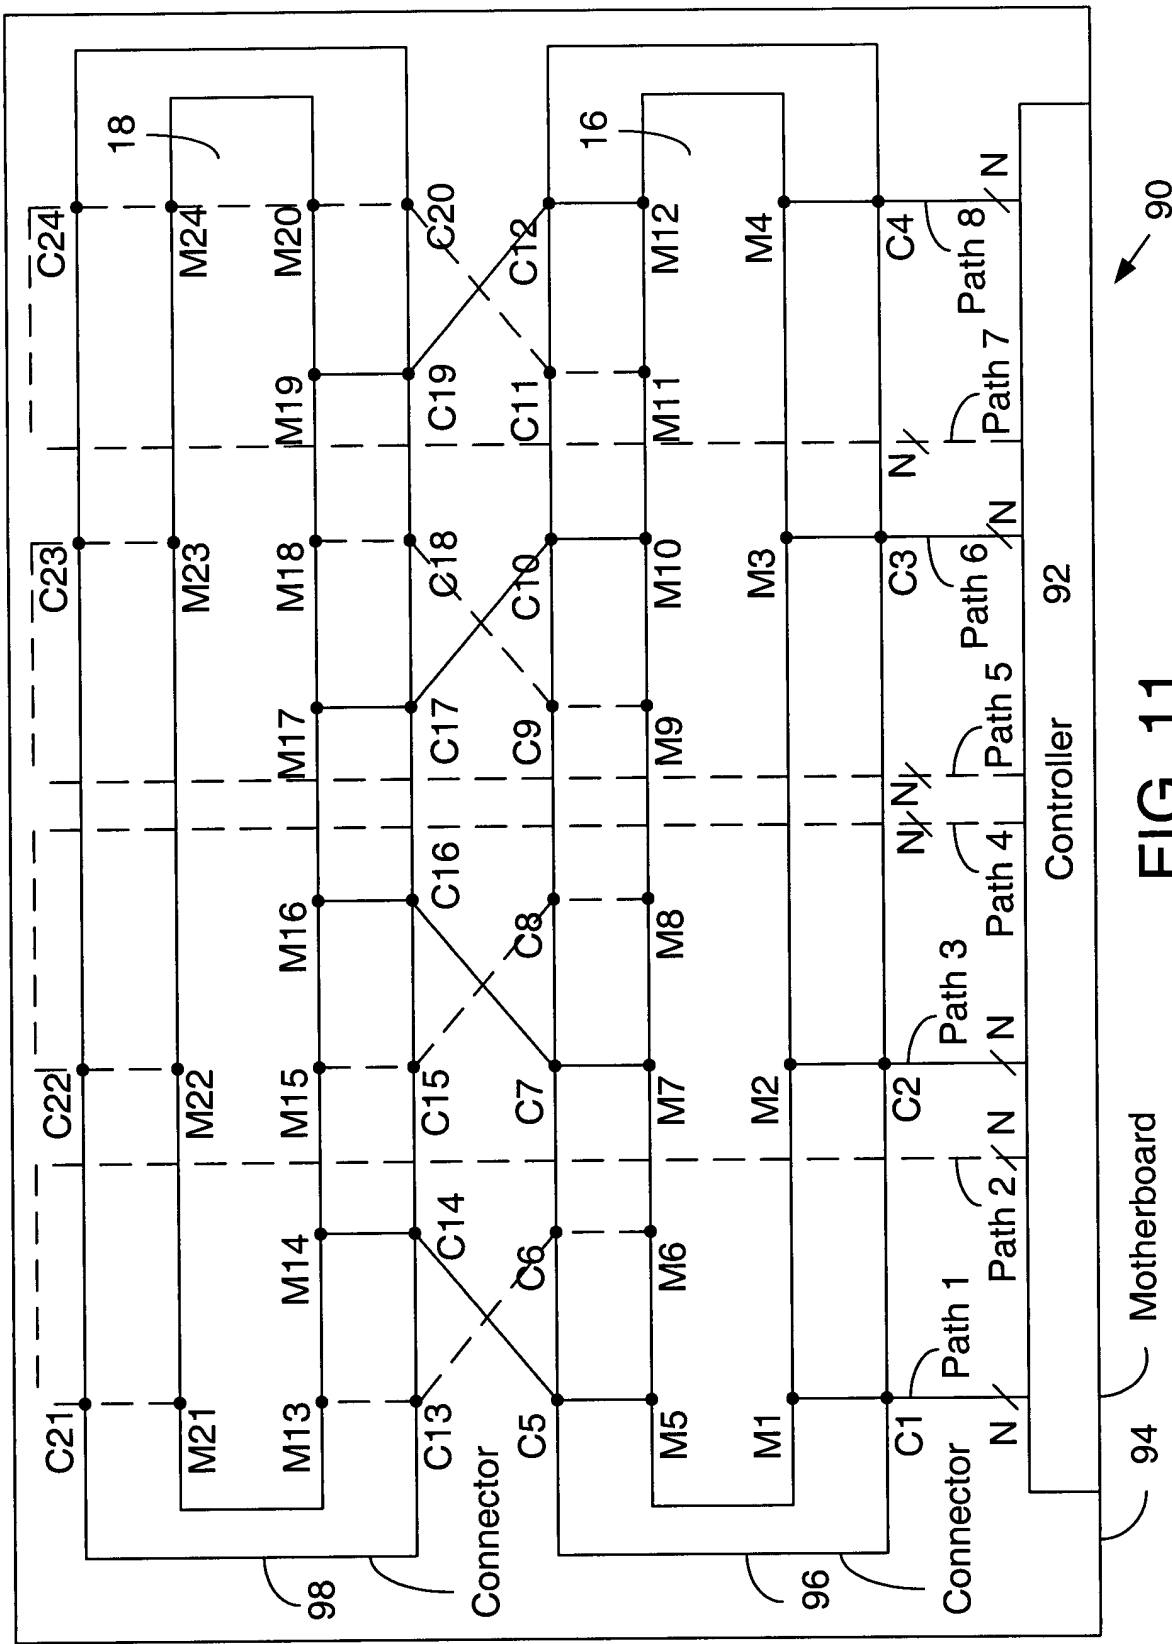 C21 C22 C23 C24
18
M21 M22 M23 M24
M13 M14 M15 M16 M17 M18 M19 M20
98
C13 C14 C15 C16 C17 C18 C19 C20
Connector
C5 C6 C7 C8 C9 C10 C11 C12
16
M5 M6 M7 M8 M9 M10 M11 M12
M1 M2 M3 M4
96
C1 C2 C3 C4
Connector
N N N
Path 1
Path 3
Path 6
Path 8
Path 2
Path 4
Path 5
Path 7
N N N N N
Controller
92
94
Motherboard
90
FIG. 11